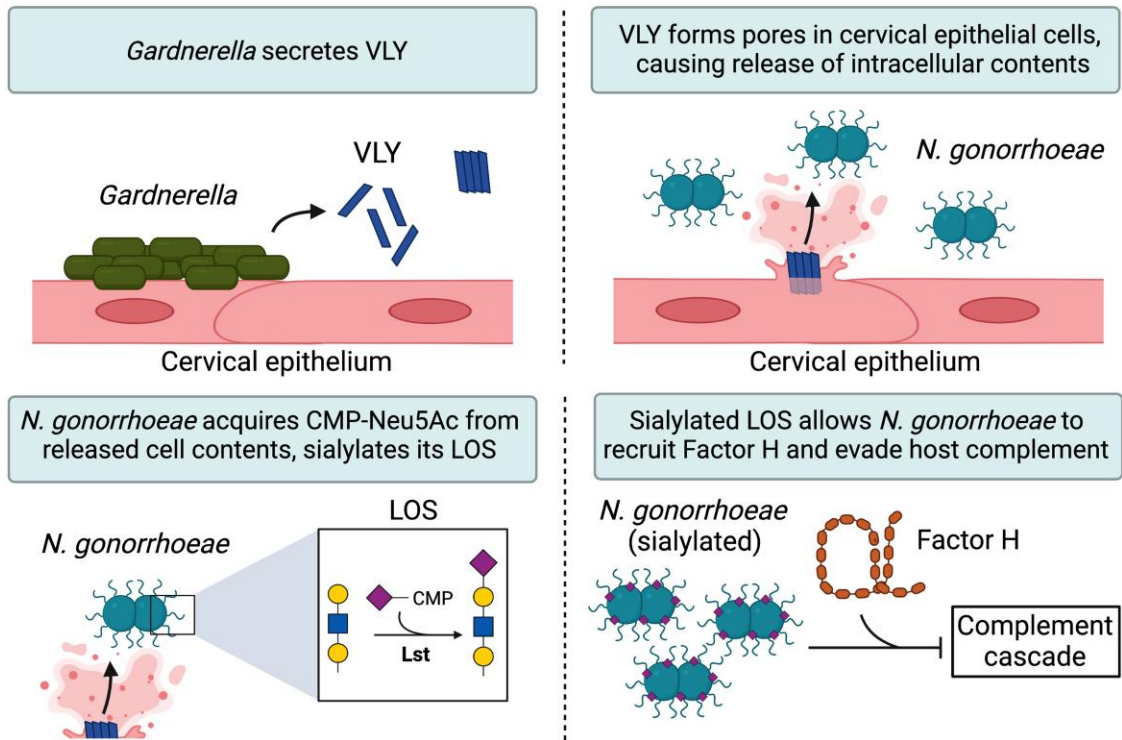 Gardnerella secretes VLY
VLY
Gardnerella
Cervical epithelium
VLY forms pores in cervical epithelial cells,
causing release of intracellular contents
N. gonorrhoeae
Cervical epithelium
N. gonorrhoeae acquires CMP-Neu5Ac from
released cell contents, sialylates its LOS
LOS
N. gonorrhoeae
CMP
Lst
Sialylated LOS allows N. gonorrhoeae to
recruit Factor H and evade host complement
N. gonorrhoeae
(sialylated)
Factor H
Complement
cascade